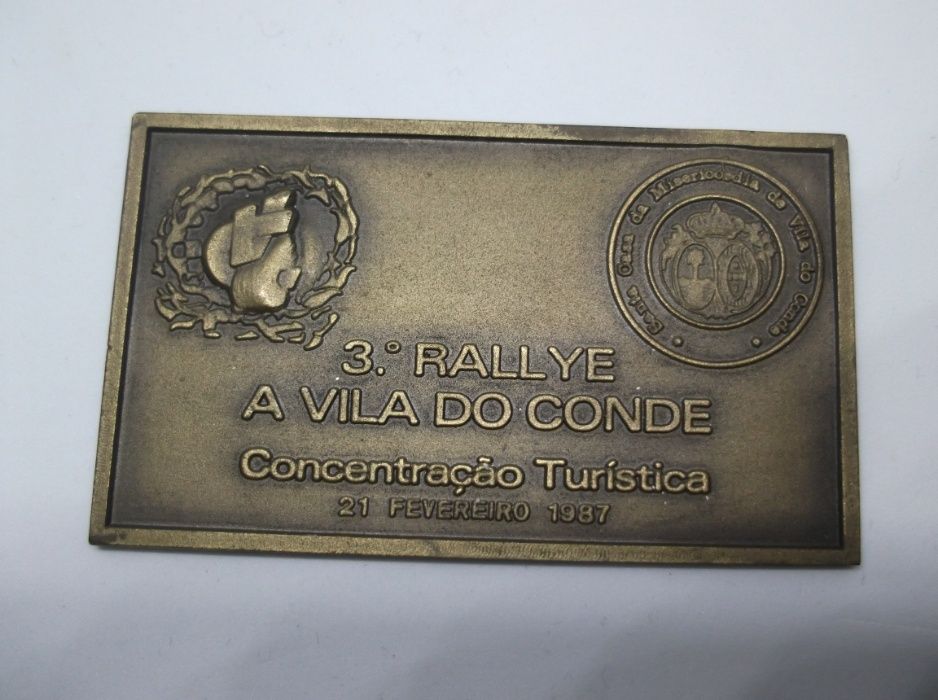 Santa Casa da Misericórdia de Vila do Conde
3.º RALLYE
A VILA DO CONDE
Concentração Turística
21 FEVEREIRO 1987